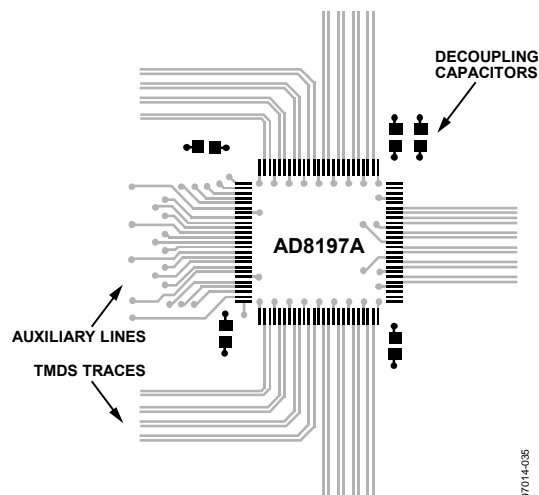 DECOUPLING
CAPACITORS
AD8197A
AUXILIARY LINES
TMDS TRACES
07014-035